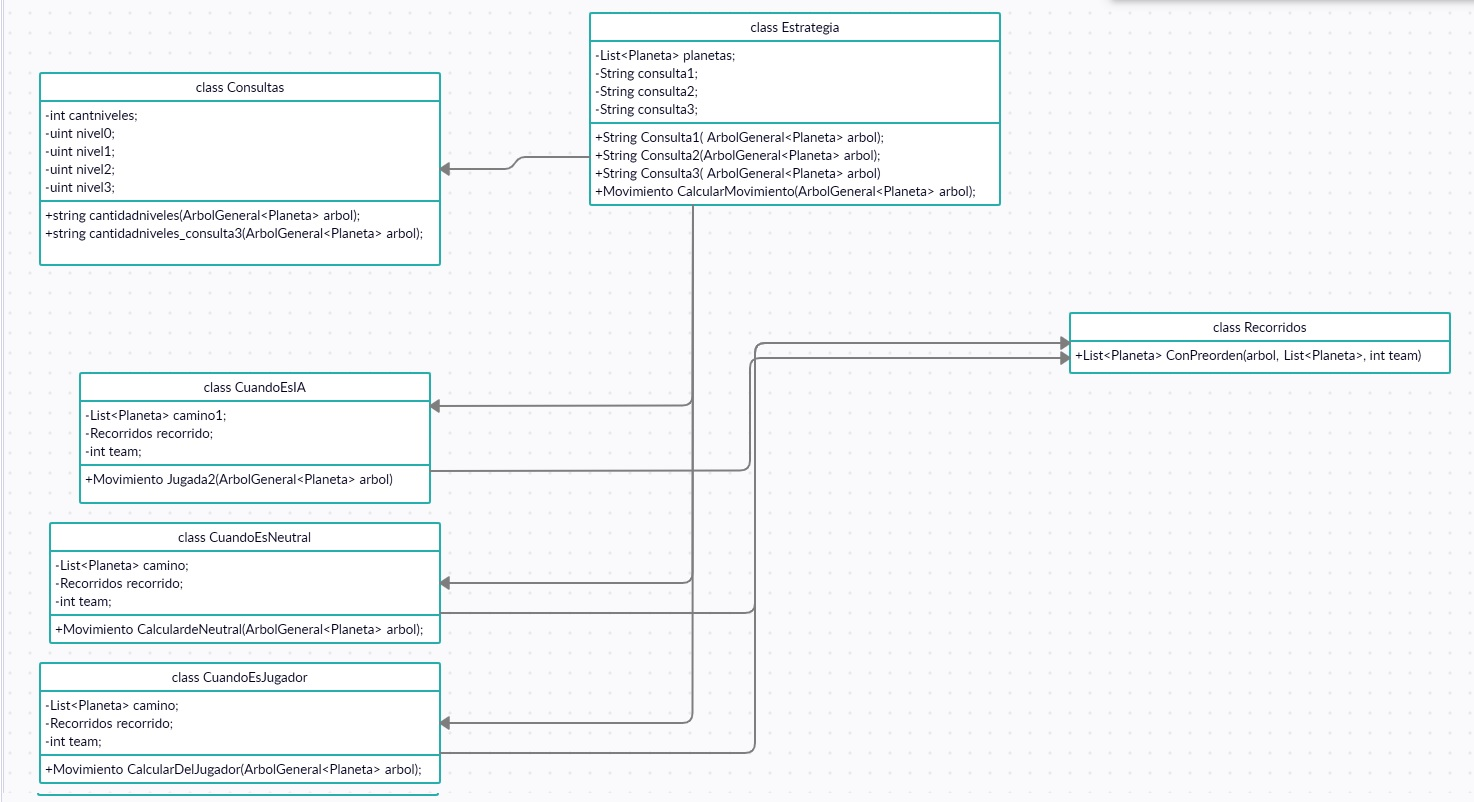 class Estrategia
-List<Planeta> planetas;
-String consulta1;
-String consulta2;
-String consulta3;
+String Consulta1( ArbolGeneral<Planeta> arbol);
+String Consulta2(ArbolGeneral<Planeta> arbol);
+String Consulta3( ArbolGeneral<Planeta> arbol)
+Movimiento CalcularMovimiento(ArbolGeneral<Planeta> arbol);
class Consultas
-int cantniveles;
-uint nivel0;
-uint nivel1;
-uint nivel2;
-uint nivel3;
+string cantidadniveles(ArbolGeneral<Planeta> arbol);
+string cantidadniveles_consulta3(ArbolGeneral<Planeta> arbol);
class Recorridos
+List<Planeta> ConPreorden(arbol, List<Planeta>, int team)
class CuandoEsIA
-List<Planeta> camino1;
-Recorridos recorrido;
-int team;
+Movimiento Jugada2(ArbolGeneral<Planeta> arbol)
class CuandoEsNeutral
-List<Planeta> camino;
-Recorridos recorrido;
-int team;
+Movimiento CalculardeNeutral(ArbolGeneral<Planeta> arbol);
class CuandoEsJugador
-List<Planeta> camino;
-Recorridos recorrido;
-int team;
+Movimiento CalcularDelJugador(ArbolGeneral<Planeta> arbol);